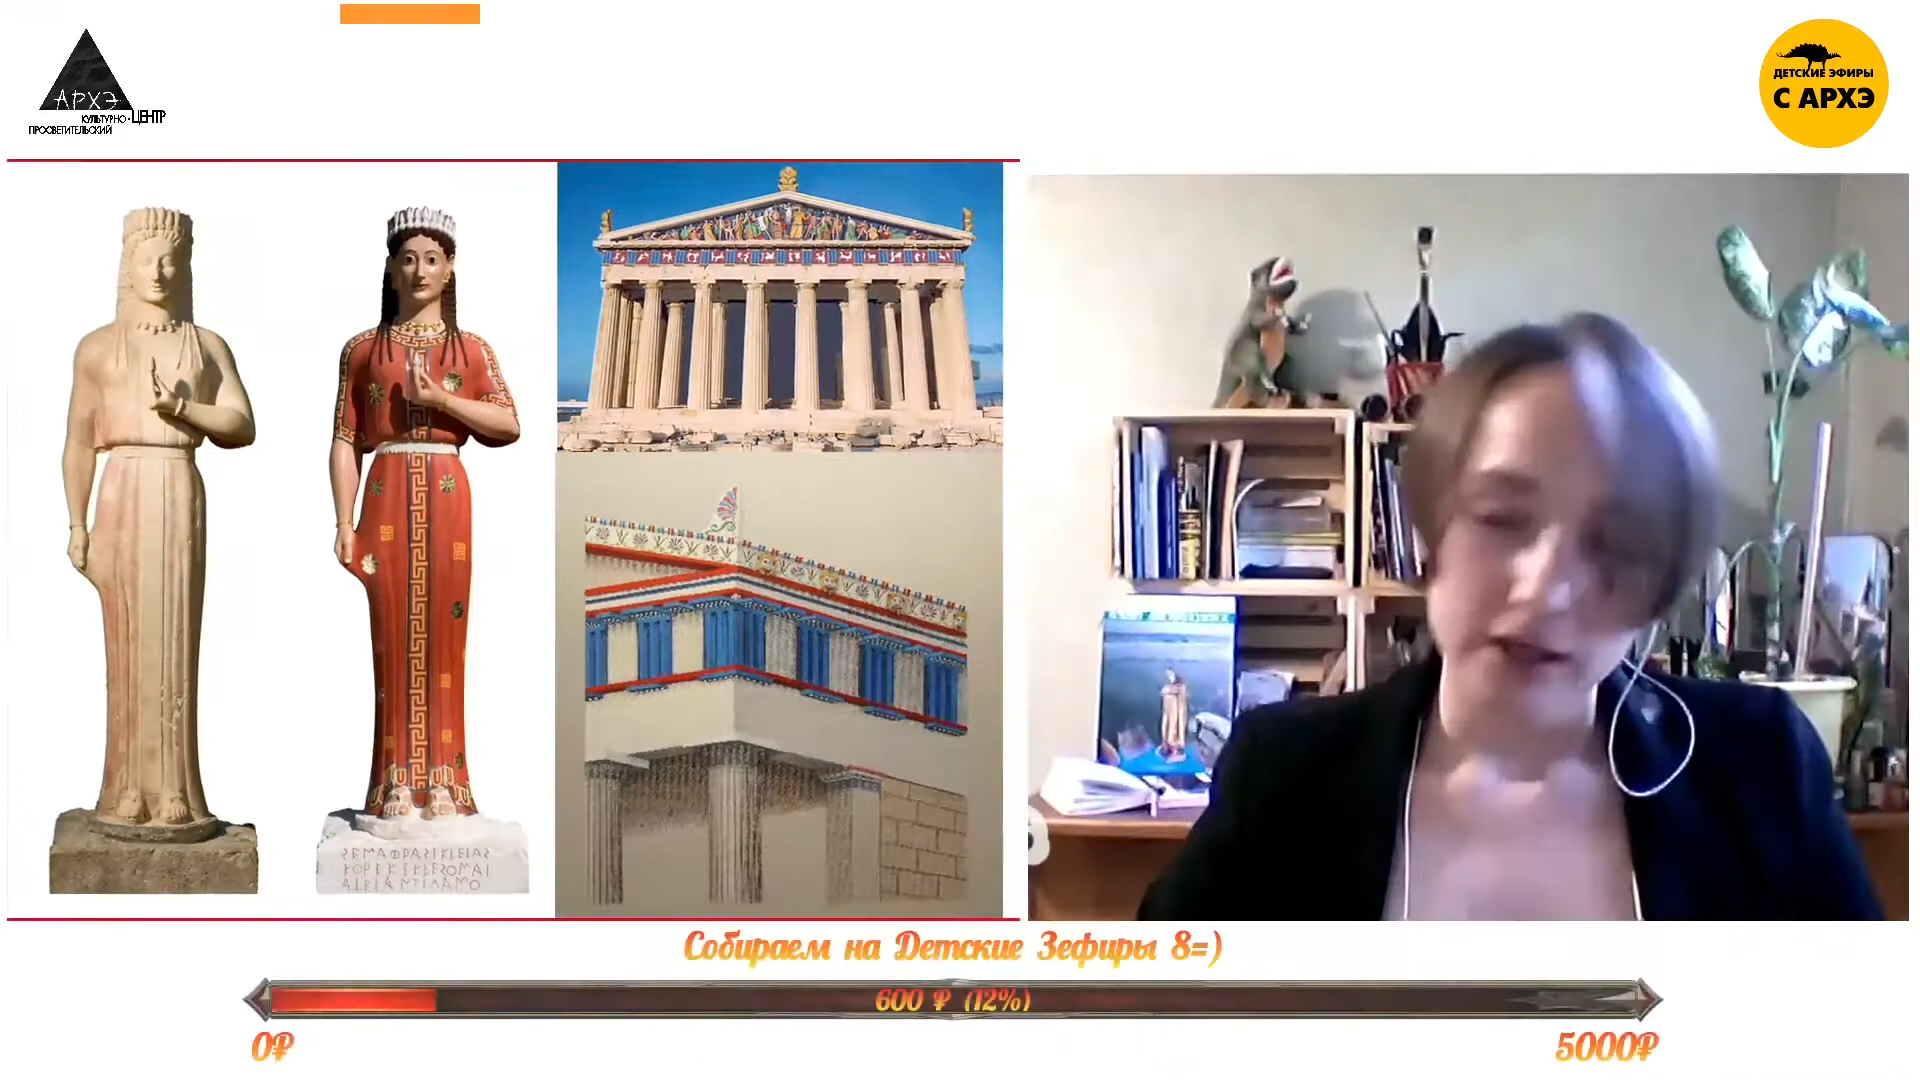 АРХЭ
КУЛЬТУРНО-ЦЕНТР
ПРОСВЕТИТЕЛЬСКИЙ
ДЕТСКИЕ ЭФИРЫ
С АРХЭ
Собираем на Детские Зефиры 8=)
600 ₽ (12%)
0₽
5000₽